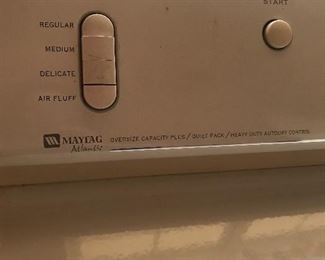 START
REGULAR
MEDIUM
DELICATE
AIR FLUFF
MAYTAG OVERSIZE CAPACITY PLUS / QUIET PACK / HEAVY DUTY AUTODRY CONTROL
Atlantis